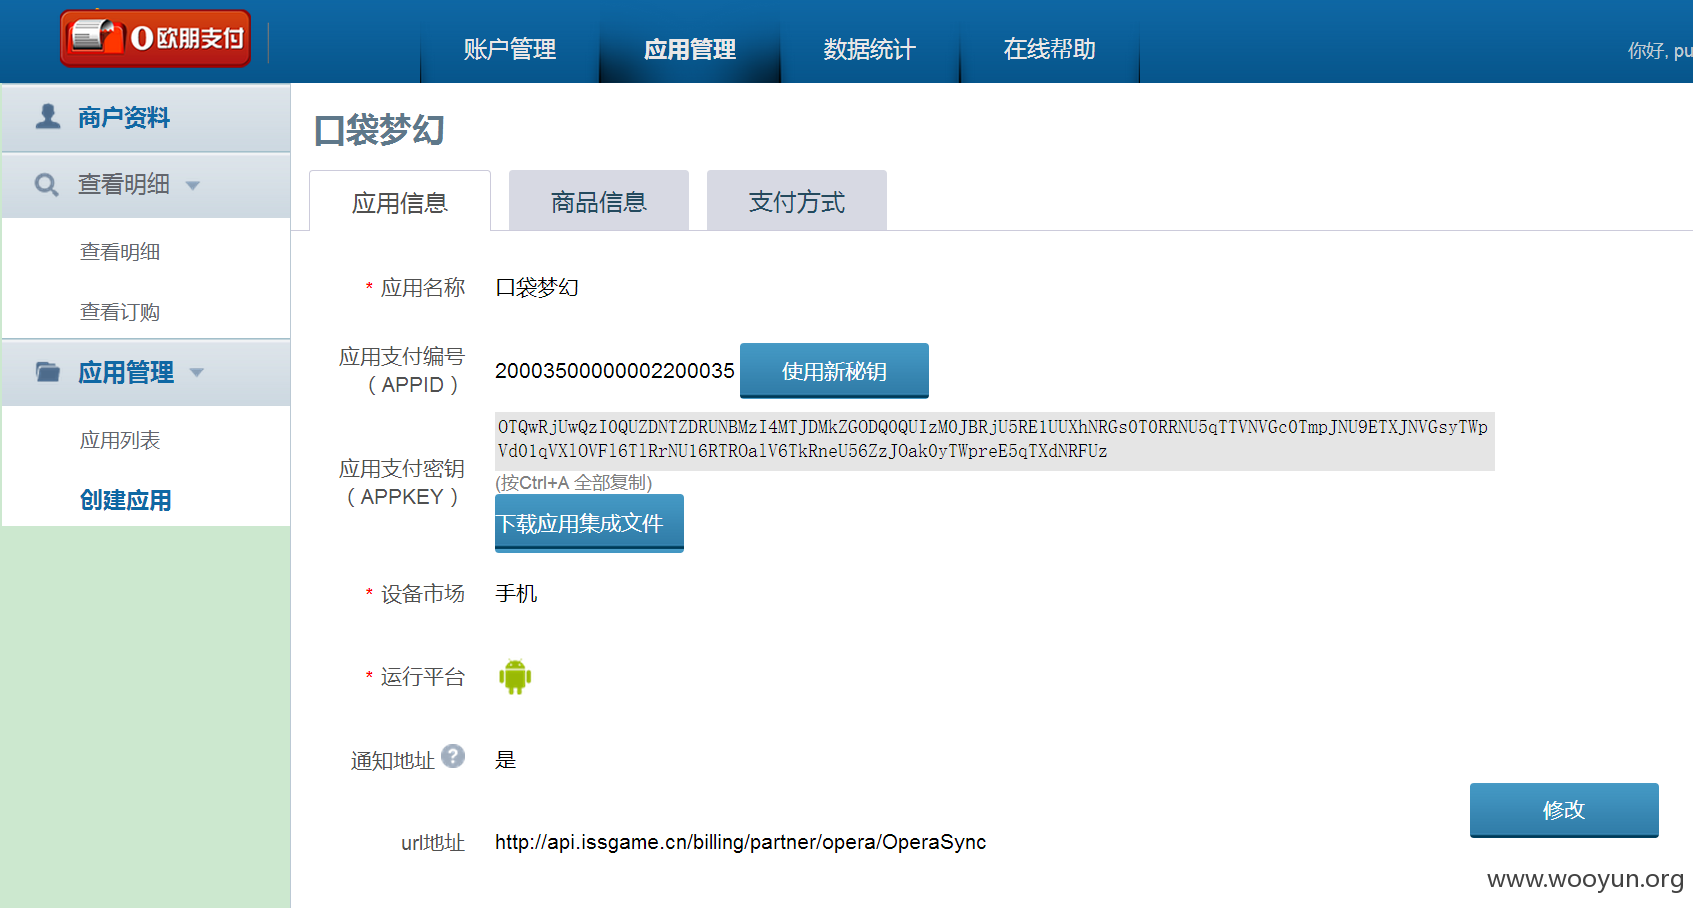 欧朋支付
账户管理
应用管理
数据统计
在线帮助
你好, pu
商户资料
查看明细
查看明细
查看订购
应用管理
应用列表
创建应用
口袋梦幻
应用信息
商品信息
支付方式
* 应用名称
口袋梦幻
应用支付编号
（ APPID ）
20003500000002200035
使用新秘钥
应用支付密钥
（ APPKEY ）
OTQwRjUwQzI0QUZDNTZDRUNBMzI4MTJDMkZGODQ0QUIzM0JBRjU5RE1UUXhNRGs0T0RRNU5qTTVNVGc0TmpJNU9ETXJNVGsyTWp
Vd01qVXlOVFl6TlRrNU16RTROalV6TkRneU56ZzJOak0yTWpreE5qTXdNRFUz
(按Ctrl+A 全部复制)
下载应用集成文件
* 设备市场
手机
* 运行平台
通知地址 ?
是
url地址
http://api.issgame.cn/billing/partner/opera/OperaSync
修改
www.wooyun.org